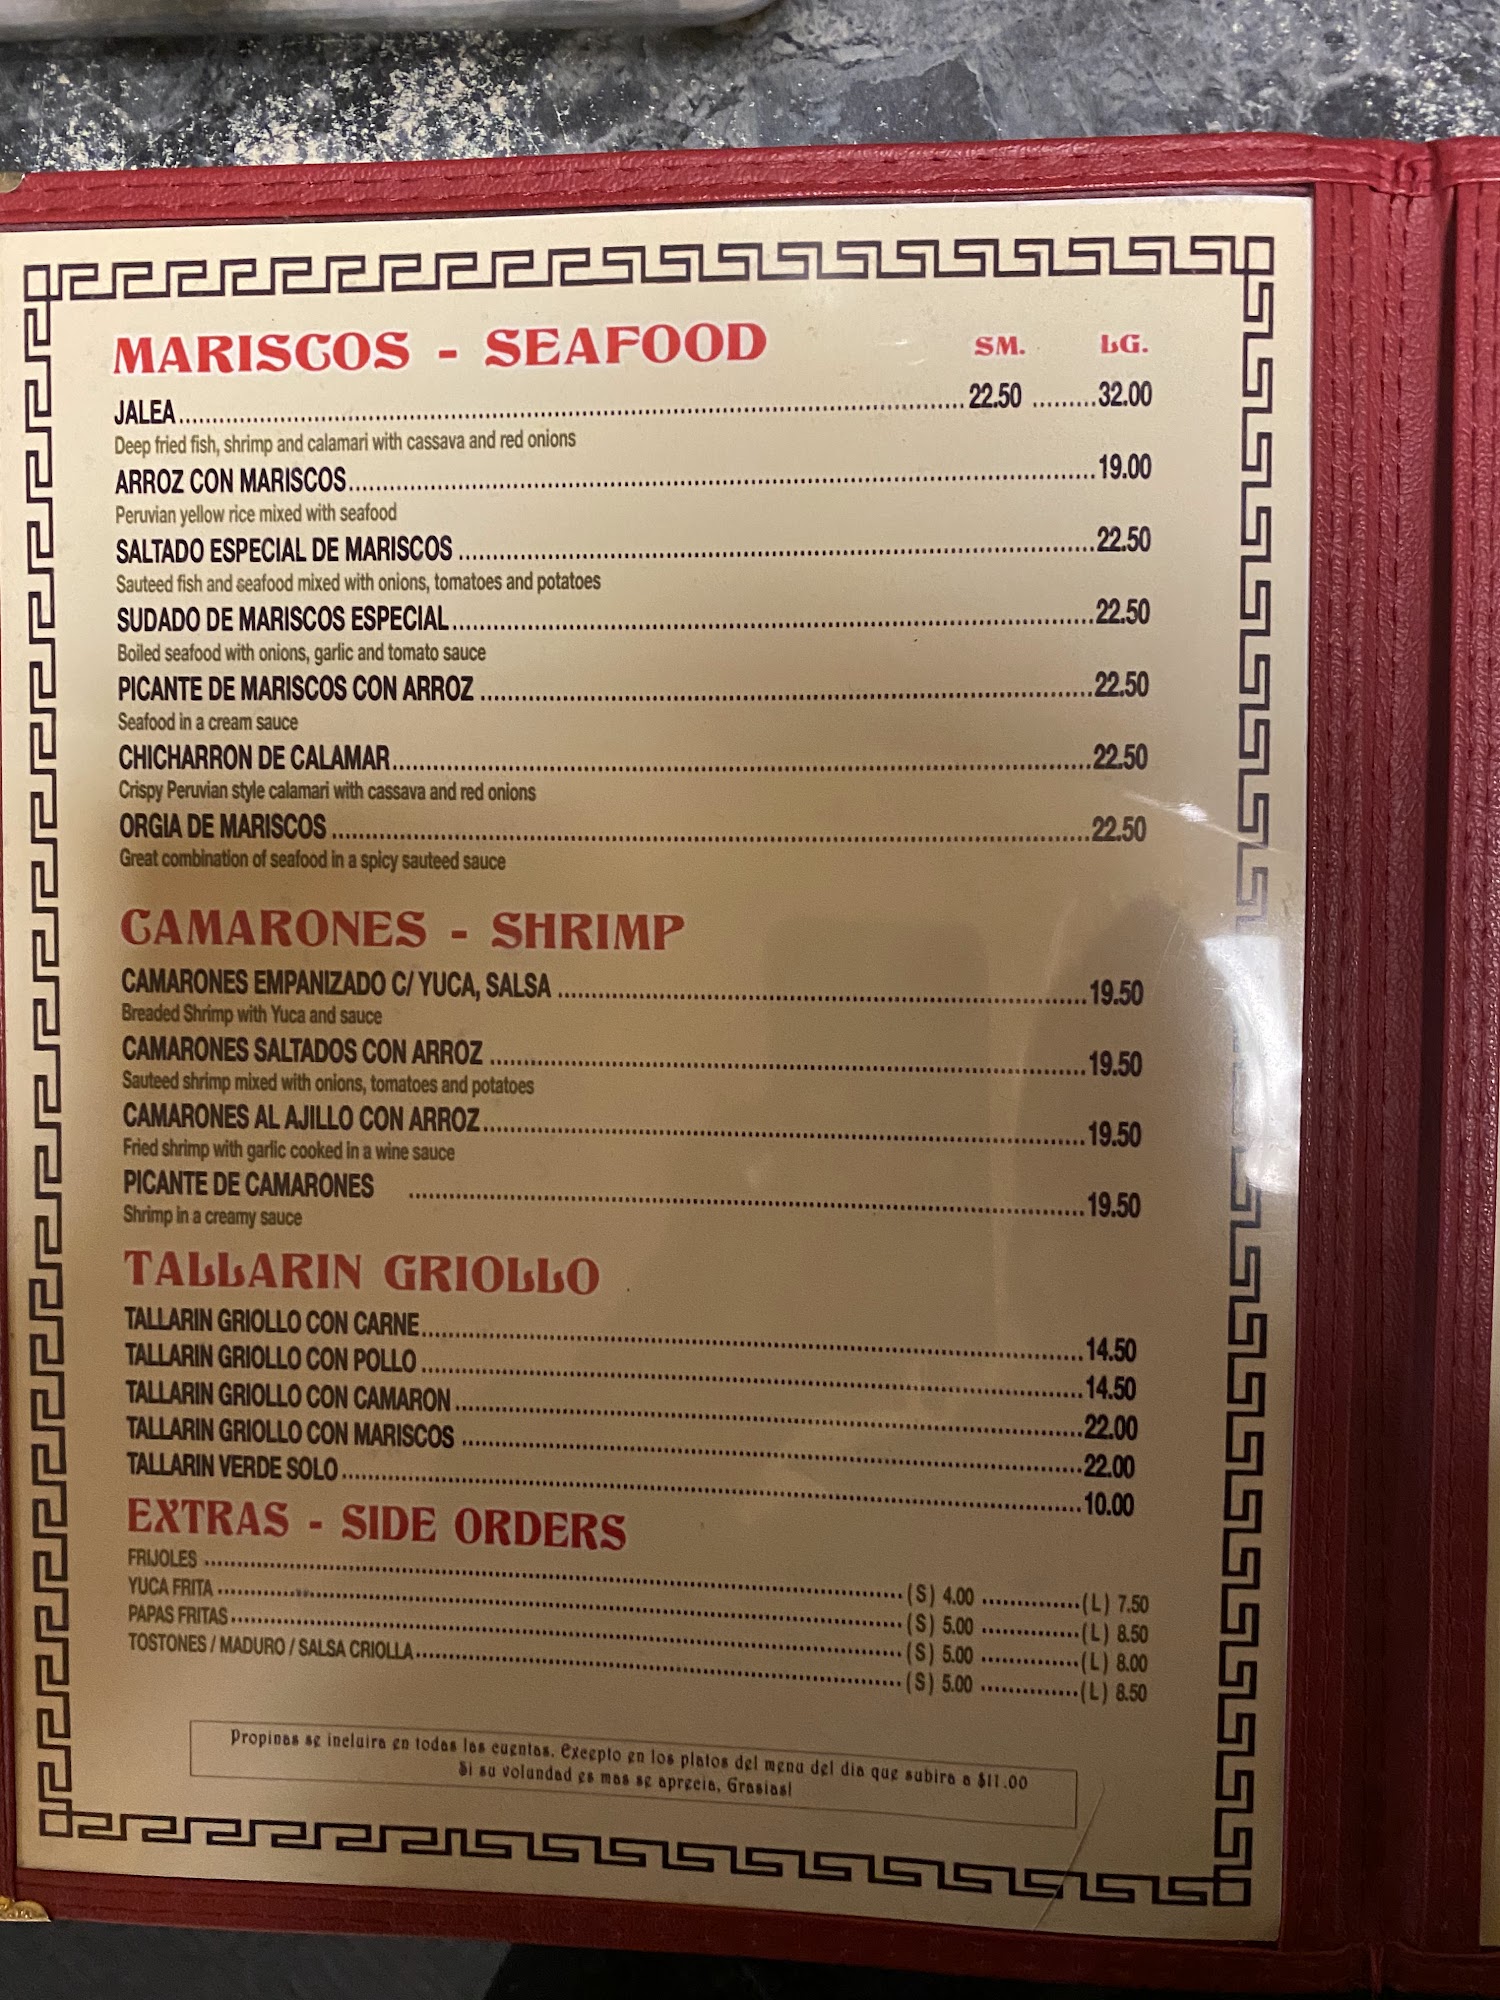 MARISCOS - SEAFOOD SM. LG.
JALEA 22.50 32.00
Deep fried fish, shrimp and calamari with cassava and red onions
ARROZ CON MARISCOS 19.00
Peruvian yellow rice mixed with seafood
SALTADO ESPECIAL DE MARISCOS 22.50
Sauteed fish and seafood mixed with onions, tomatoes and potatoes
SUDADO DE MARISCOS ESPECIAL 22.50
Boiled seafood with onions, garlic and tomato sauce
PICANTE DE MARISCOS CON ARROZ 22.50
Seafood in a cream sauce
CHICHARRON DE CALAMAR 22.50
Crispy Peruvian style calamari with cassava and red onions
ORGIA DE MARISCOS 22.50
Great combination of seafood in a spicy sauteed sauce
CAMARONES - SHRIMP
CAMARONES EMPANIZADO C/ YUCA, SALSA 19.50
Breaded Shrimp with Yuca and sauce
CAMARONES SALTADOS CON ARROZ 19.50
Sauteed shrimp mixed with onions, tomatoes and potatoes
CAMARONES AL AJILLO CON ARROZ 19.50
Fried shrimp with garlic cooked in a wine sauce
PICANTE DE CAMARONES 19.50
Shrimp in a creamy sauce
TALLARIN GRIOLLO
TALLARIN GRIOLLO CON CARNE 14.50
TALLARIN GRIOLLO CON POLLO 14.50
TALLARIN GRIOLLO CON CAMARON 22.00
TALLARIN GRIOLLO CON MARISCOS 22.00
TALLARIN VERDE SOLO 10.00
EXTRAS - SIDE ORDERS
FRIJOLES (S) 4.00 (L) 7.50
YUCA FRITA (S) 5.00 (L) 8.50
PAPAS FRITAS (S) 5.00 (L) 8.00
TOSTONES / MADURO / SALSA CRIOLLA (S) 5.00 (L) 8.50
Propinas se incluira en todas las cuentas. Excepto en los platos del menu del dia que subira a $11.00
Si su volundad es mas se aprecia, Grasias!